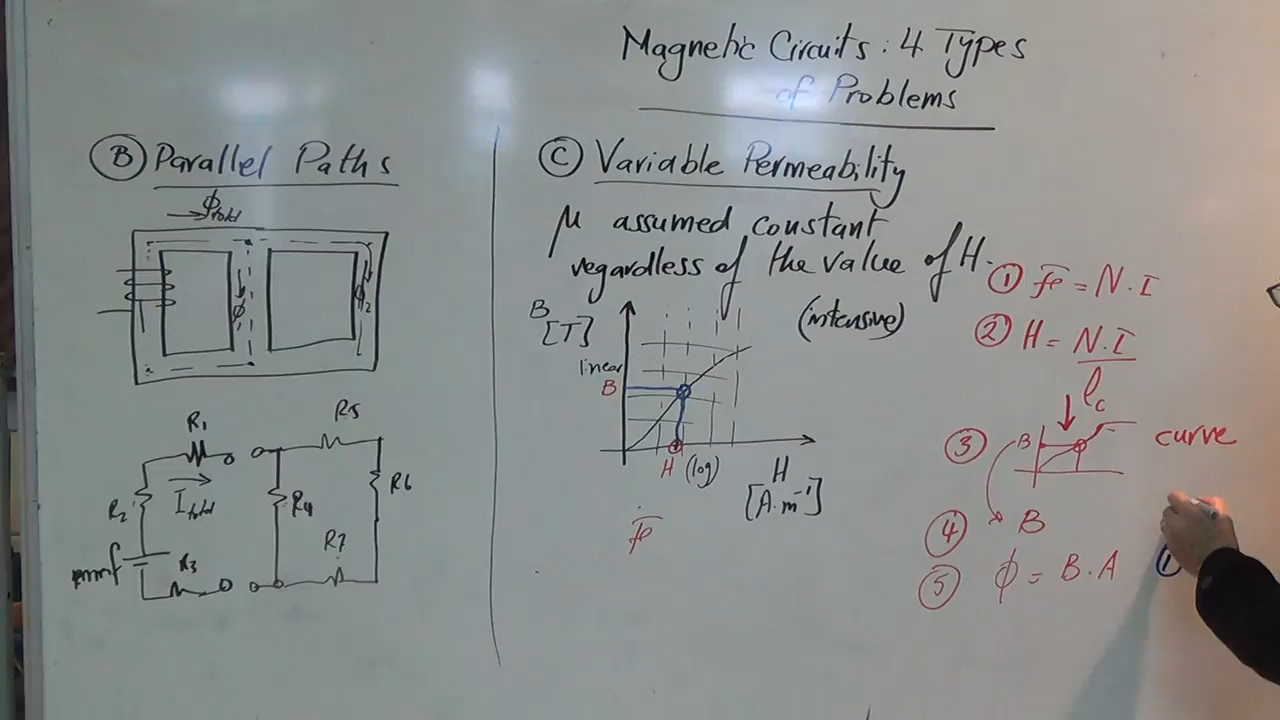 Magnetic Circuits: 4 Types
of Problems
Ⓑ Parallel Paths
ϕtotal
ϕ
ϕ2
R1
R2
R3
Itotal
mmf
R4
R5
R6
R7
Ⓒ Variable Permeability
μ assumed constant
regardless of the value of H.
(intensive)
B
[T]
linear
B
H (log)
H
[A·m⁻¹]
① = N·I
② H = N·I
lc
③ B curve
④ B
⑤ ϕ = B·A
①